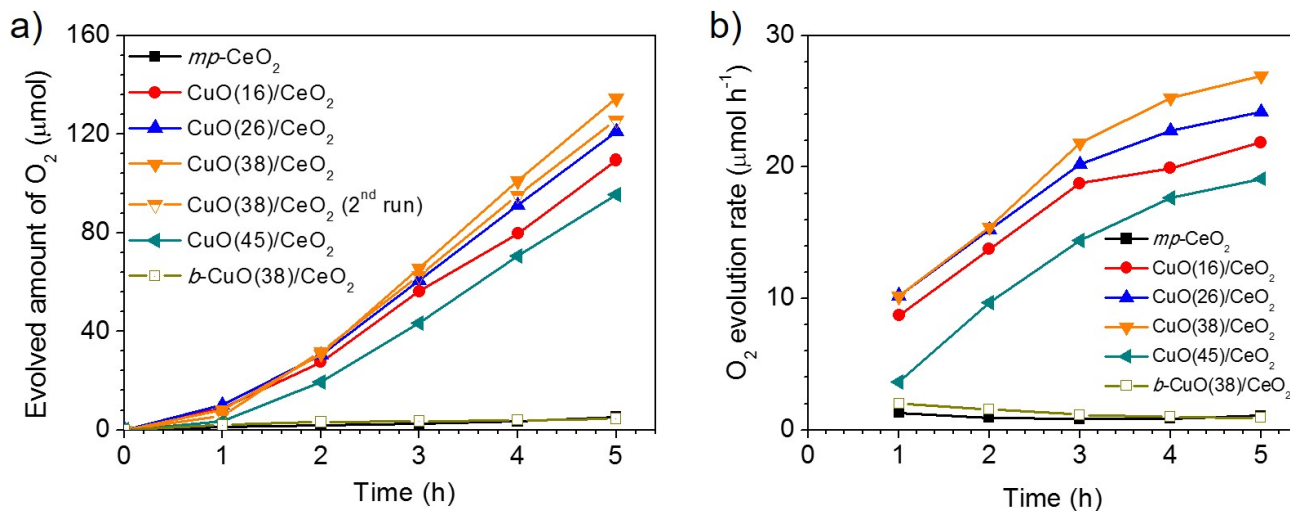 a)
Evolved amount of O₂ (μmol)
160
120
80
40
0
mp-CeO₂
CuO(16)/CeO₂
CuO(26)/CeO₂
CuO(38)/CeO₂
CuO(38)/CeO₂ (2ⁿᵈ run)
CuO(45)/CeO₂
b-CuO(38)/CeO₂
0 1 2 3 4 5
Time (h)
b)
O₂ evolution rate (μmol h⁻¹)
30
20
10
0
mp-CeO₂
CuO(16)/CeO₂
CuO(26)/CeO₂
CuO(38)/CeO₂
CuO(45)/CeO₂
b-CuO(38)/CeO₂
1 2 3 4 5
Time (h)